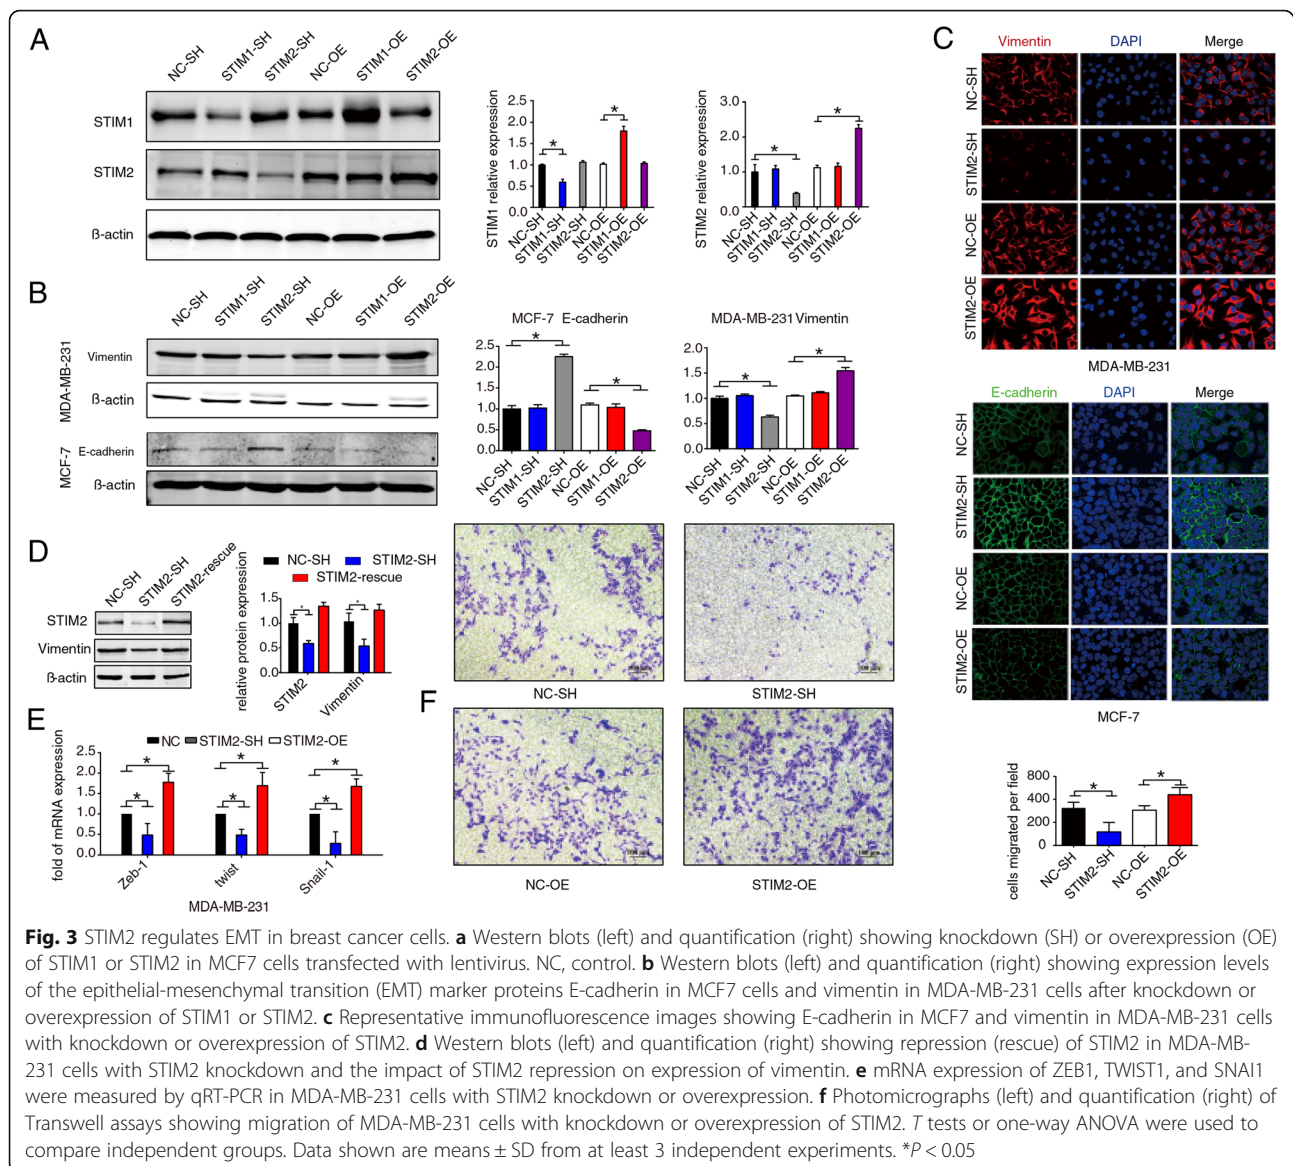 A
NC-SH
STIM1-SH
STIM2-SH
NC-OE
STIM1-OE
STIM2-OE
STIM1
STIM2
ß-actin
STIM1 relative expression
2.5
2.0
1.5
1.0
0.5
0.0
*
*
NC-SH
STIM1-SH
STIM2-SH
NC-OE
STIM1-OE
STIM2-OE
STIM2 relative expression
3.0
2.0
1.0
0.0
*
*
NC-SH
STIM1-SH
STIM2-SH
NC-OE
STIM1-OE
STIM2-OE
B
NC-SH
STIM1-SH
STIM2-SH
NC-OE
STIM1-OE
STIM2-OE
MDA-MB-231
Vimentin
ß-actin
MCF-7
E-cadherin
ß-actin
MCF-7 E-cadherin
2.5
2.0
1.5
1.0
0.5
0.0
*
*
NC-SH
STIM1-SH
STIM2-SH
NC-OE
STIM1-OE
STIM2-OE
MDA-MB-231 Vimentin
2.0
1.5
1.0
0.5
0.0
*
*
NC-SH
STIM1-SH
STIM2-SH
NC-OE
STIM1-OE
STIM2-OE
C
Vimentin DAPI Merge
NC-SH
STIM2-SH
NC-OE
STIM2-OE
MDA-MB-231
E-cadherin DAPI Merge
NC-SH
STIM2-SH
NC-OE
STIM2-OE
MCF-7
D
NC-SH
STIM2-SH
STIM2-rescue
STIM2
Vimentin
ß-actin
NC-SH STIM2-SH
STIM2-rescue
relative protein expression
1.5
1.0
0.5
0.0
*
*
STIM2
Vimentin
E
NC STIM2-SH STIM2-OE
fold of mRNA expression
2.5
2.0
1.5
1.0
0.5
0.0
*
*
*
*
*
*
Zeb-1
twist
Snail-1
MDA-MB-231
F
100 μm
100 μm
NC-SH
STIM2-SH
100 μm
100 μm
NC-OE
STIM2-OE
cells migrated per field
800
400
200
0
*
*
NC-SH
STIM2-SH
NC-OE
STIM2-OE
Fig. 3 STIM2 regulates EMT in breast cancer cells. a Western blots (left) and quantification (right) showing knockdown (SH) or overexpression (OE)
of STIM1 or STIM2 in MCF7 cells transfected with lentivirus. NC, control. b Western blots (left) and quantification (right) showing expression levels
of the epithelial-mesenchymal transition (EMT) marker proteins E-cadherin in MCF7 cells and vimentin in MDA-MB-231 cells after knockdown or
overexpression of STIM1 or STIM2. c Representative immunofluorescence images showing E-cadherin in MCF7 and vimentin in MDA-MB-231 cells
with knockdown or overexpression of STIM2. d Western blots (left) and quantification (right) showing repression (rescue) of STIM2 in MDA-MB-
231 cells with STIM2 knockdown and the impact of STIM2 repression on expression of vimentin. e mRNA expression of ZEB1, TWIST1, and SNAI1
were measured by qRT-PCR in MDA-MB-231 cells with STIM2 knockdown or overexpression. f Photomicrographs (left) and quantification (right) of
Transwell assays showing migration of MDA-MB-231 cells with knockdown or overexpression of STIM2. T tests or one-way ANOVA were used to
compare independent groups. Data shown are means ± SD from at least 3 independent experiments. *P < 0.05